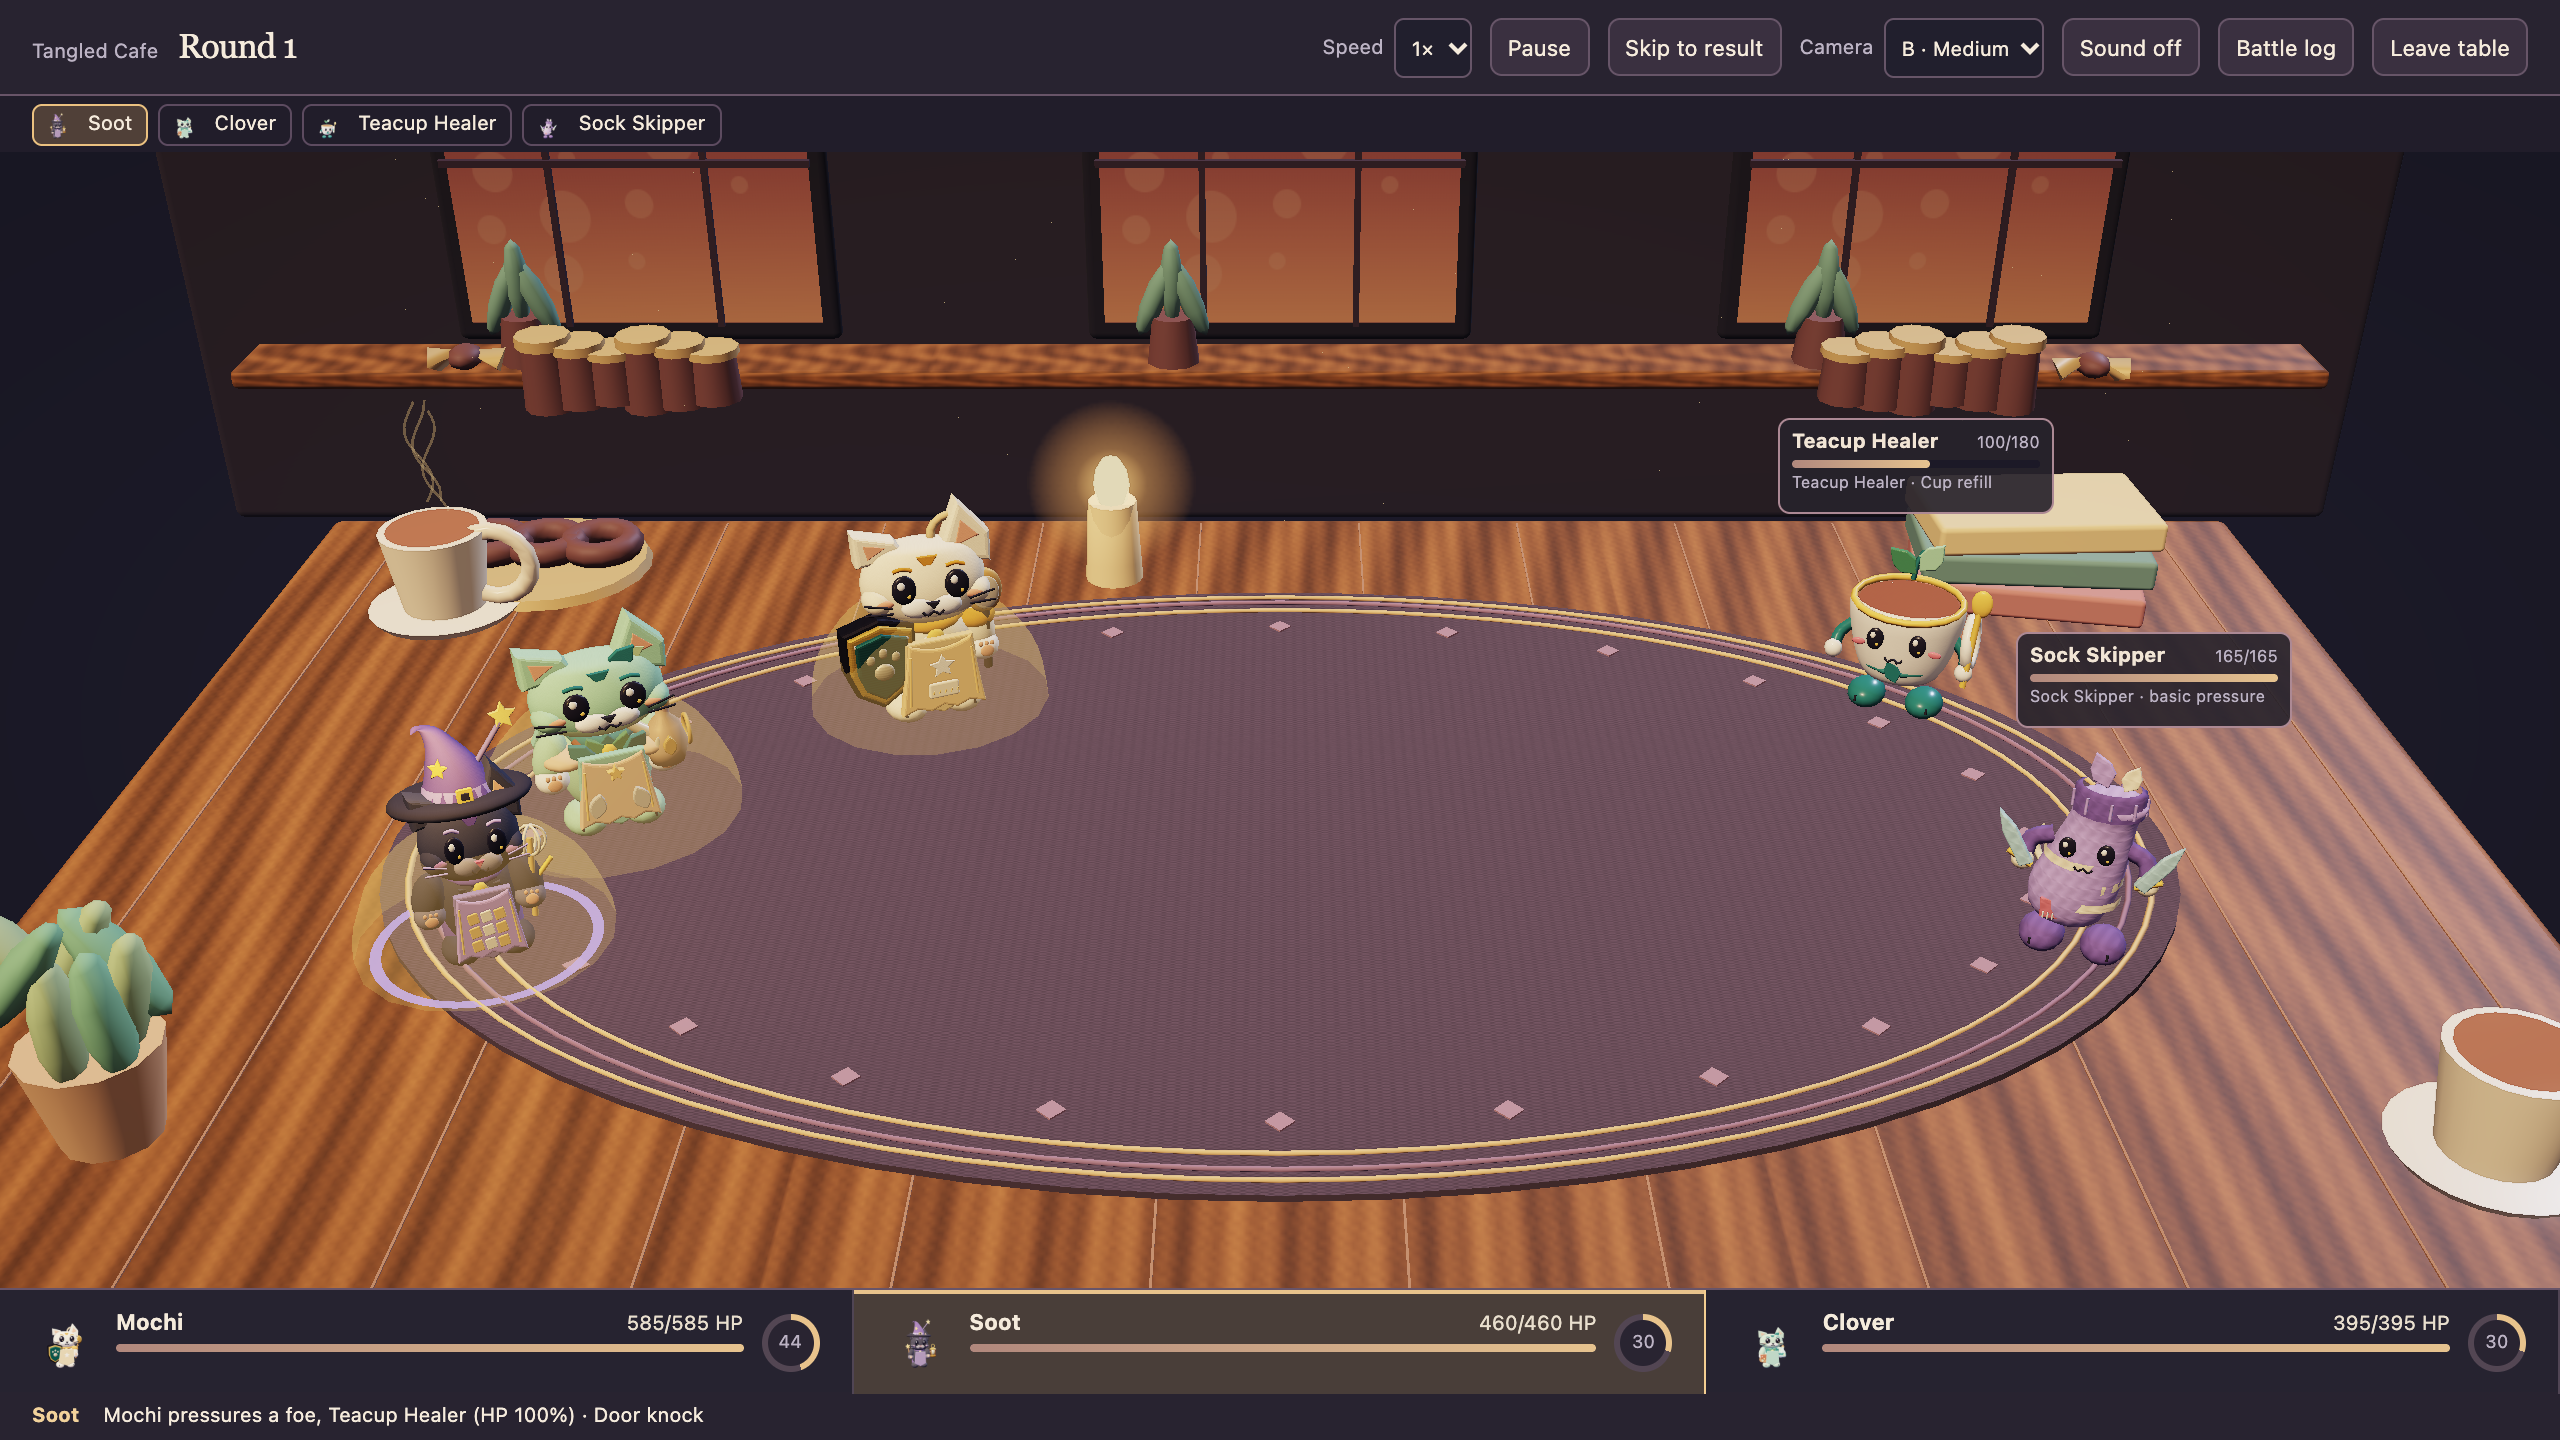 Tangled Cafe Round 1 Speed 1× Pause Skip to result Camera B · Medium Sound off Battle log Leave table
Soot Clover Teacup Healer Sock Skipper
Teacup Healer 100/180
Teacup Healer · Cup refill
Sock Skipper 165/165
Sock Skipper · basic pressure
Mochi 585/585 HP 44
Soot 460/460 HP 30
Clover 395/395 HP 30
Soot Mochi pressures a foe, Teacup Healer (HP 100%) · Door knock